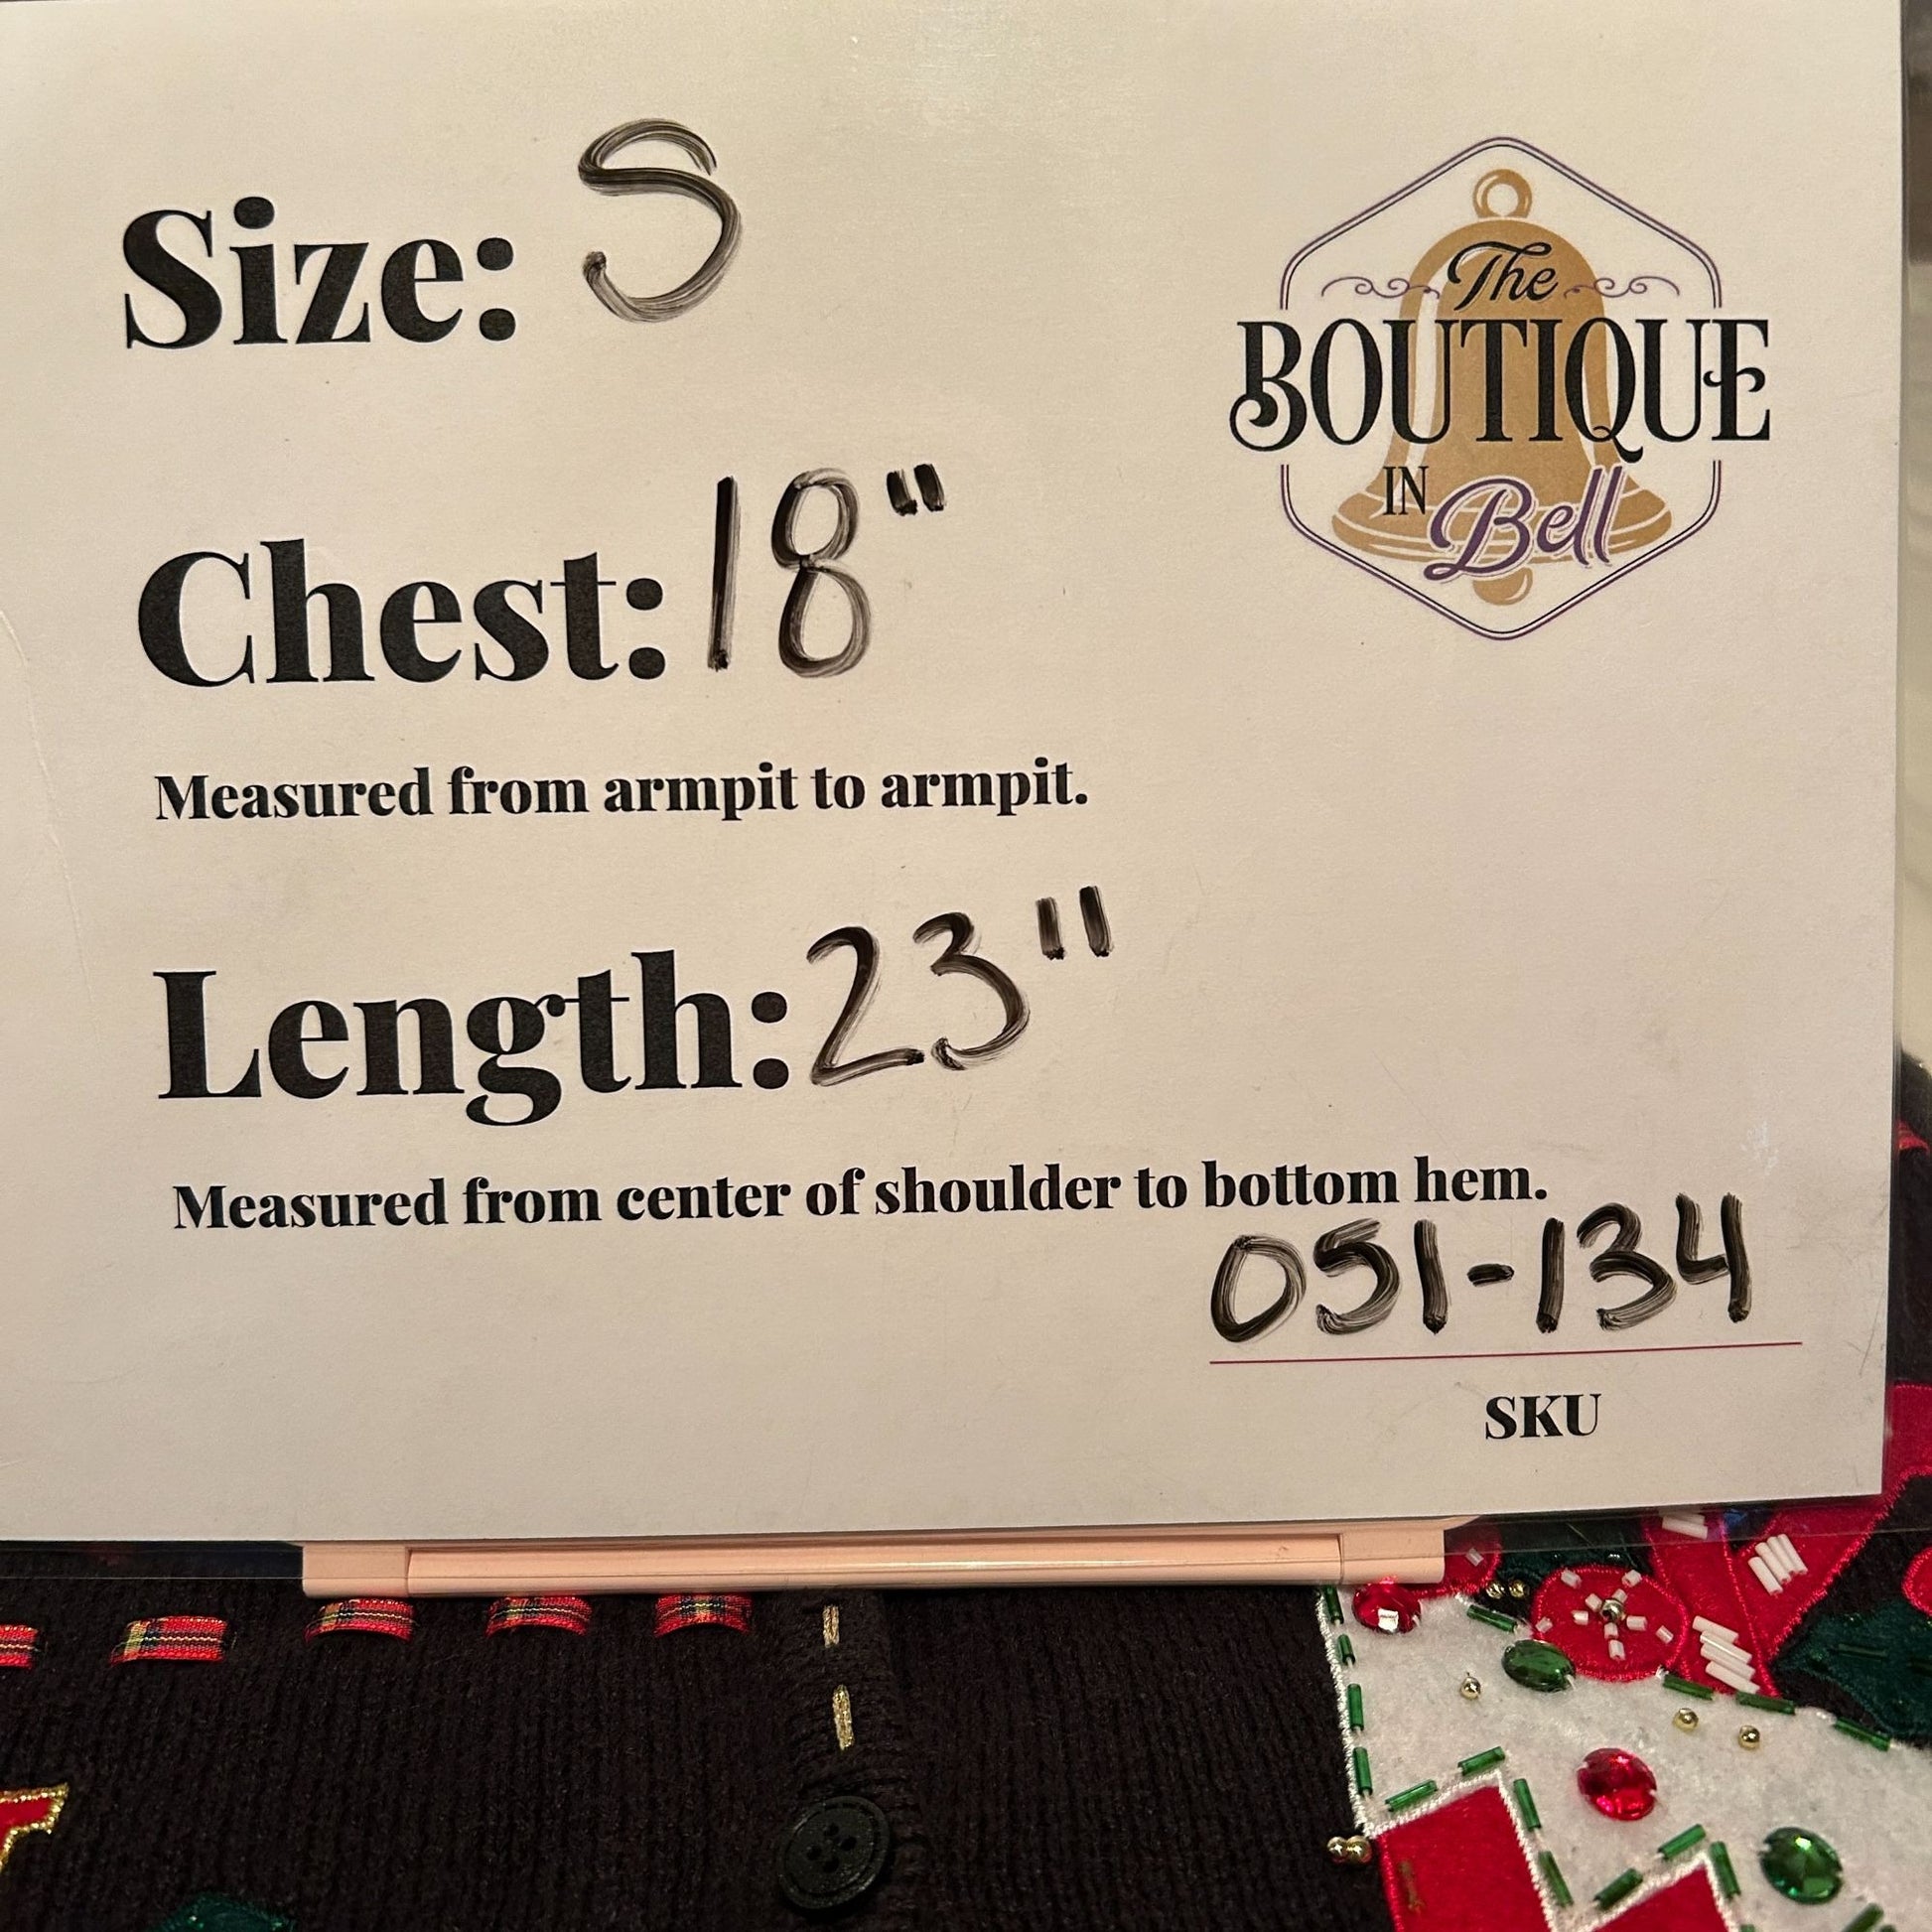 Size: S
The
BOUTIQUE
IN Bell
Chest: 18"
Measured from armpit to armpit.
Length: 23"
Measured from center of shoulder to bottom hem.
051-134
SKU